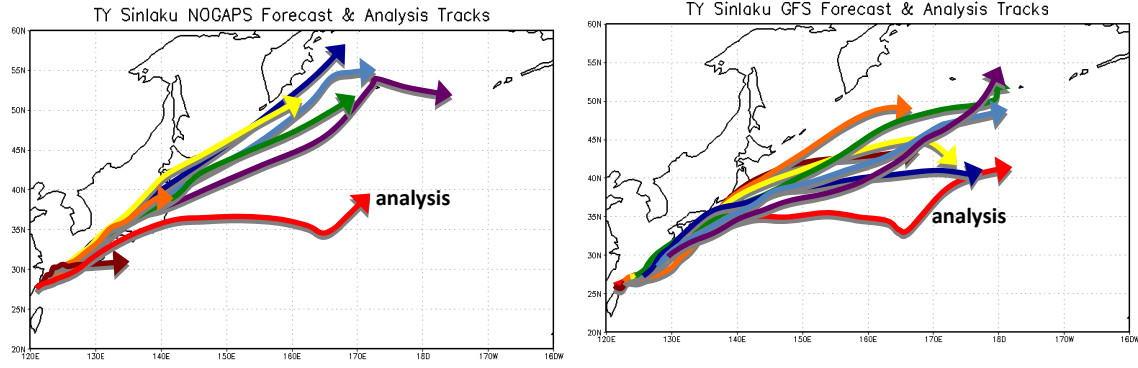 TY Sinlaku NOGAPS Forecast & Analysis Tracks
60N
55N
50N
45N
40N
35N
30N
25N
20N
120E 130E 140E 150E 160E 170E 180 170W 160W
analysis
TY Sinlaku GFS Forecast & Analysis Tracks
60N
55N
50N
45N
40N
35N
30N
25N
20N
120E 130E 140E 150E 160E 170E 180 170W 160W
analysis